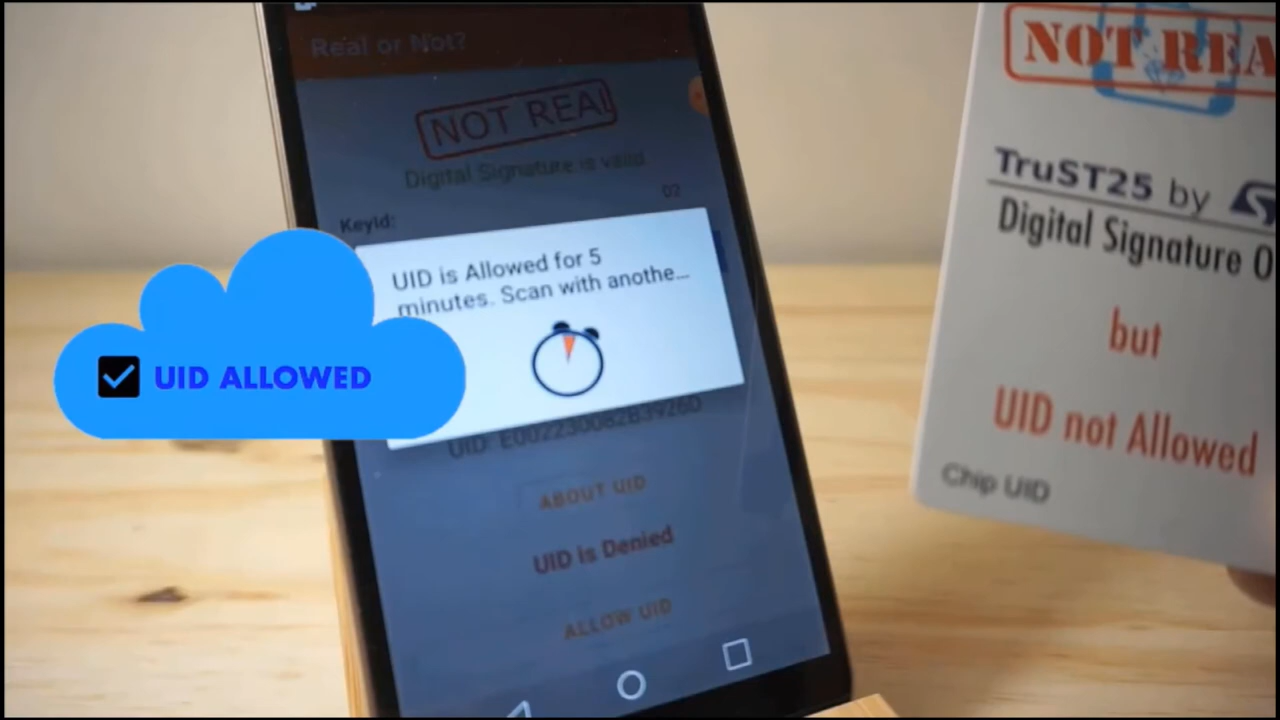 Real or Not?
NOT REAL
Digital Signature is valid
02
KeyId:
UID is Allowed for 5
minutes. Scan with anothe...
UID:
ABOUT UID
UID is Denied
ALLOW UID
UID ALLOWED
NOT REA
TruST25 by
Digital Signature O
but
UID not Allowed
Chip UID